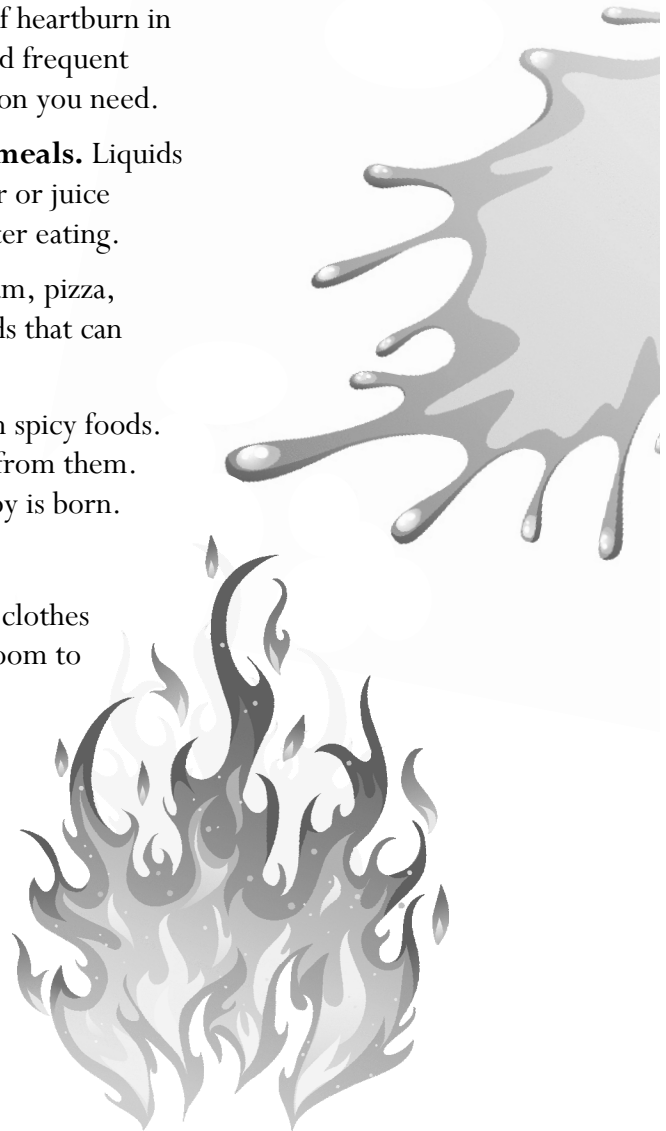 f heartburn in
d frequent
on you need.
meals. Liquids
r or juice
ter eating.
m, pizza,
ds that can
n spicy foods.
from them.
by is born.
clothes
oom to